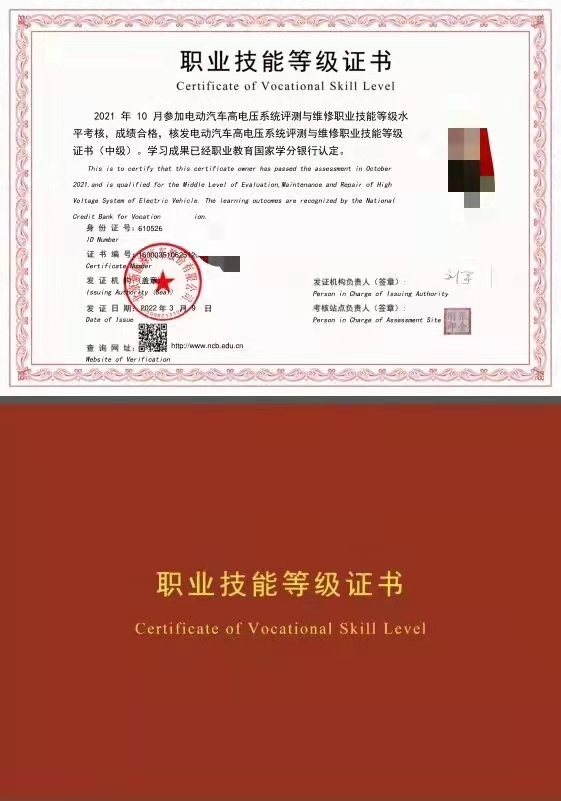 职业技能等级证书
Certificate of Vocational Skill Level
2021 年 10 月参加电动汽车高电压系统评测与维修职业技能等级水
平考核，成绩合格，核发电动汽车高电压系统评测与维修职业技能等级
证书（中级）。学习成果已经职业教育国家学分银行认定。
This is to certify that this certificate owner has passed the assessment in October
2021,and is qualified for the Middle Level of Evaluation,Maintenance and Repair of High
Voltage System of Electric Vehicle. The learning outcomes are recognized by the National
Credit Bank for Vocation ion.
身 份 证 号：610526
ID Number
证 书 编 号：
Certificate Number
发 证 机 构（盖章）
Issuing Authority (Seal)
发 证 日 期：2022 年 3 月 9 日
Date of Issue
查 询 网 址：http://www.ncb.edu.cn
Website of Verification
发证机构负责人（签章）：
Person in Charge of Issuing Authority
考核站点负责人（签章）：
Person in Charge of Assessment Site
职业技能等级证书
Certificate of Vocational Skill Level